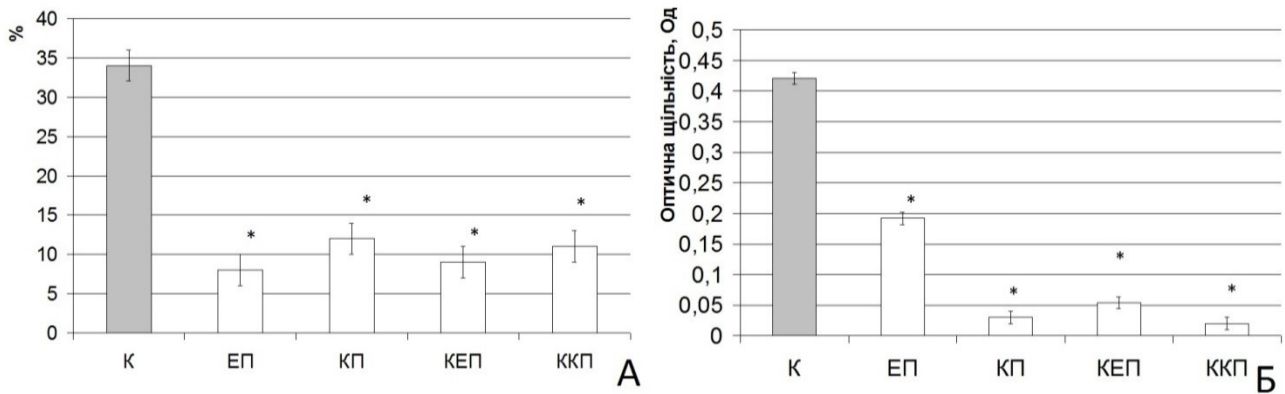 %
40
35
30
25
20
15
10
5
0
*
*
*
*
К
ЕП
КП
КЕП
ККП
А
Оптична щільність, Од
0,5
0,45
0,4
0,35
0,3
0,25
0,2
0,15
0,1
0,05
0
*
*
*
*
К
ЕП
КП
КЕП
ККП
Б